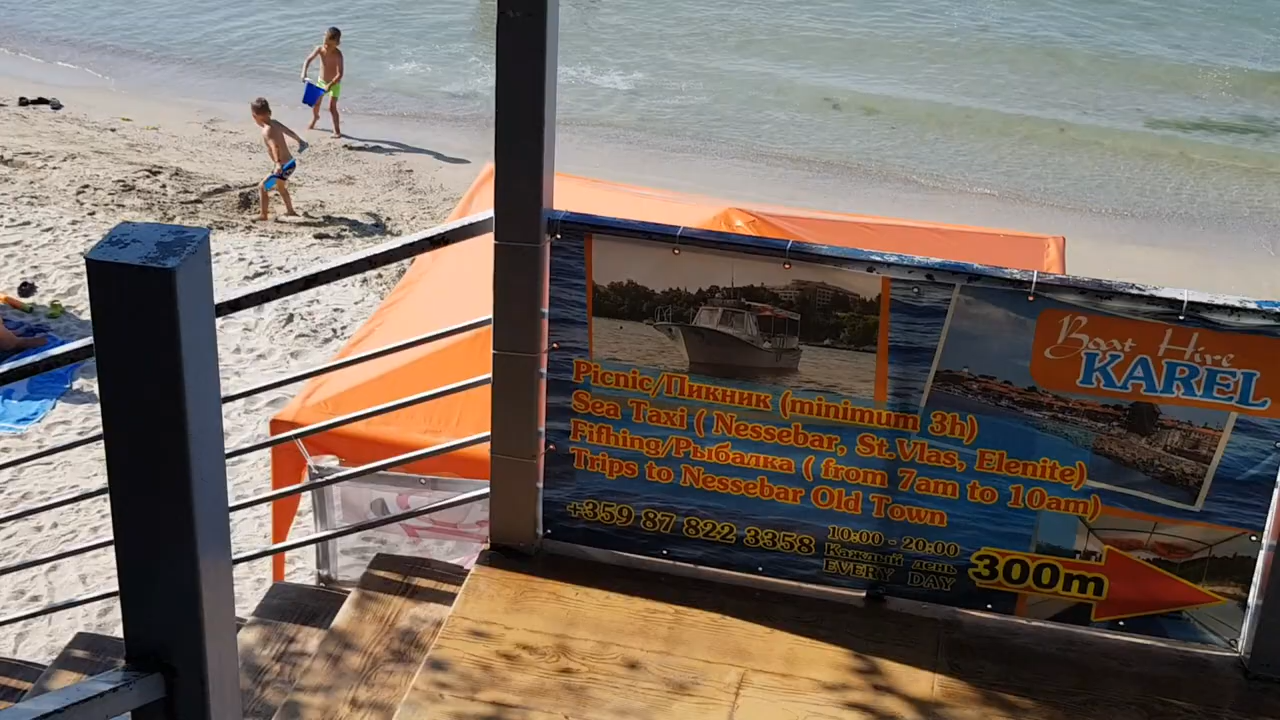 Boat Hire
KAREL
Picnic/Пикник (minimum 3h)
Sea Taxi ( Nessebar, St.Vlas, Elenite)
Fifhing/Рыбалка ( from 7am to 10am)
Trips to Nessebar Old Town
+359 87 822 3358
10:00 - 20:00
Каждый день
EVERY DAY
300m